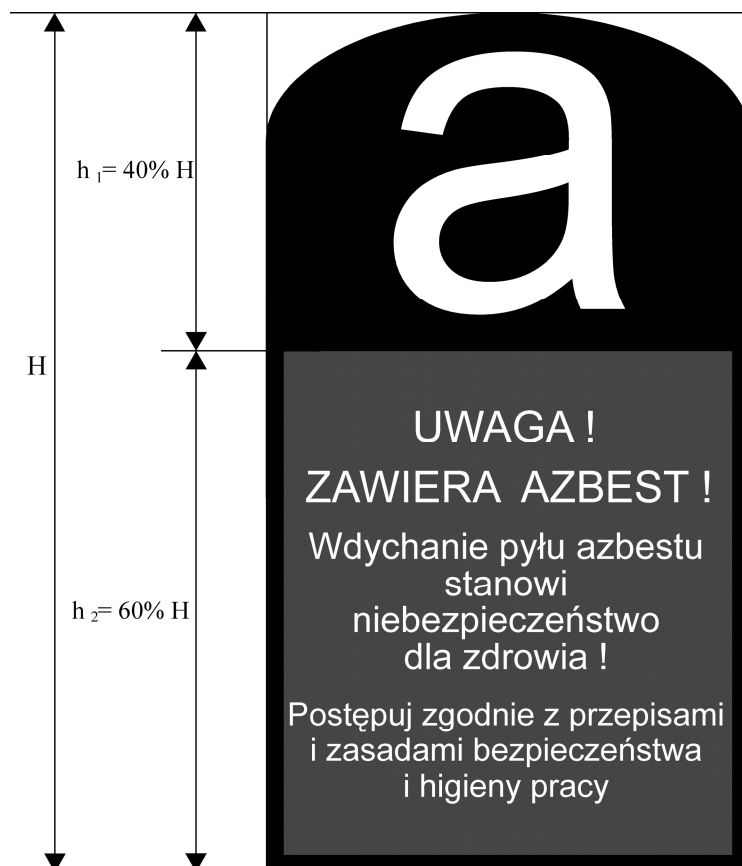 h 1= 40% H
a
H
UWAGA !
ZAWIERA AZBEST !
Wdychanie pyłu azbestu
stanowi
niebezpieczeństwo
dla zdrowia !
h 2= 60% H
Postępuj zgodnie z przepisami
i zasadami bezpieczeństwa
i higieny pracy